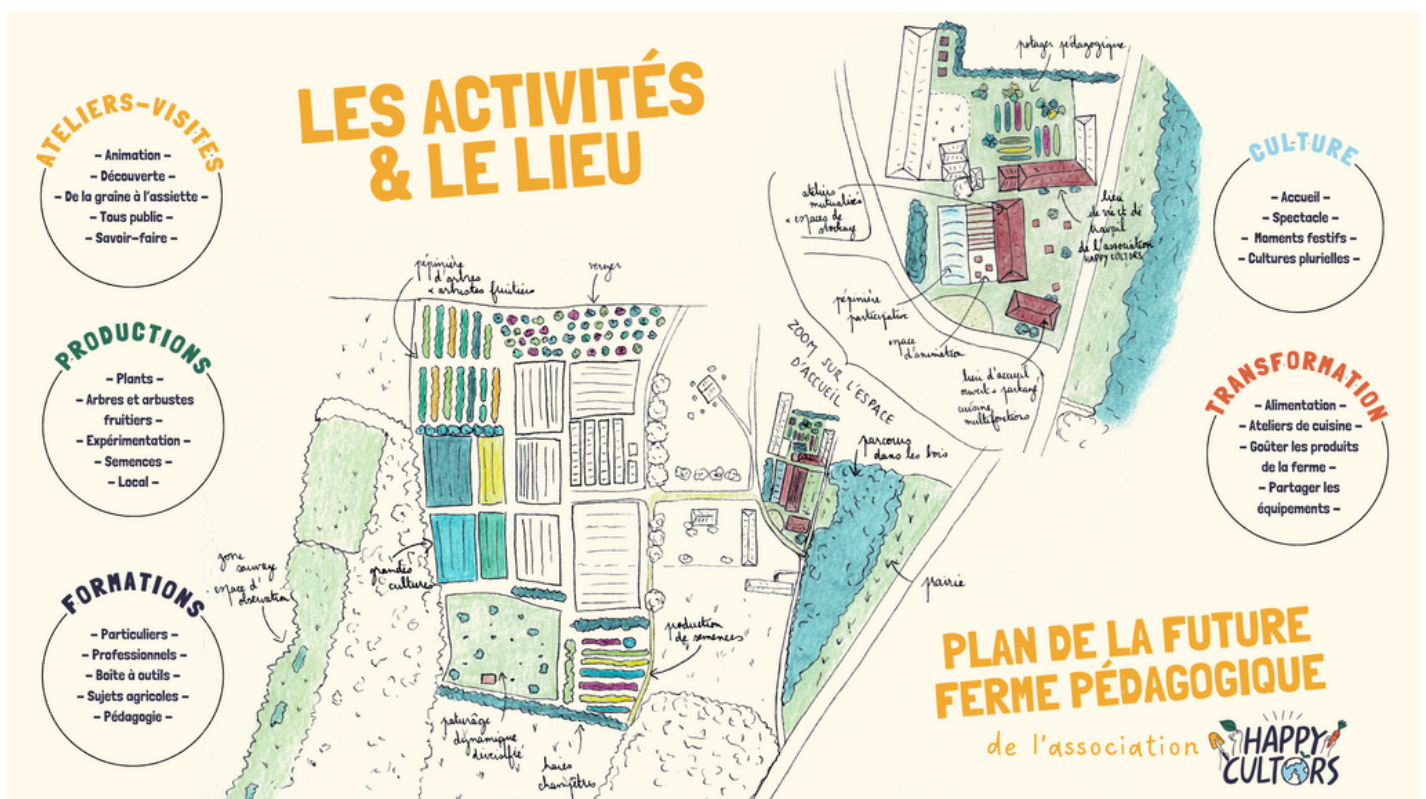 LES ACTIVITÉS
& LE LIEU
ATELIERS-VISITES
– Animation –
– Découverte –
– De la graîne à l'assiette –
– Tous public –
– Savoir-faire –
PRODUCTIONS
– Plants –
– Arbres et arbustes
fruitiers –
– Expérimentation –
– Semences –
– Local –
FORMATIONS
– Particuliers –
– Professionnels –
– Boîte à outils –
– Sujets agricoles –
– Pédagogie –
pépinière
d'arbres
+ arbustes fruitiers
verger
zone
sauvage
espace d'
observation
grandes
cultures
production
de semences
paturâge
dynamique
diversifié
haies
champêtres
ZOOM SUR L'ESPACE
D'ACCUEIL
parcours
dans les bois
prairie
potager pédagogique
ateliers
mutualisés
+ espaces de
stockage
lieu
de vie et de
travail
de l'association
HAPPY CULTORS
pépinière
participative
espace
d'animation
lieu d'accueil
ouvert + partagé
cuisine,
multifonctions
CULTURE
– Accueil –
– Spectacle –
– Moments festifs –
– Cultures plurielles –
TRANSFORMATION
– Alimentation –
– Ateliers de cuisine –
– Goûter les produits
de la ferme –
– Partager les
équipements –
PLAN DE LA FUTURE
FERME PÉDAGOGIQUE
de l'association
HAPPY
CULTORS